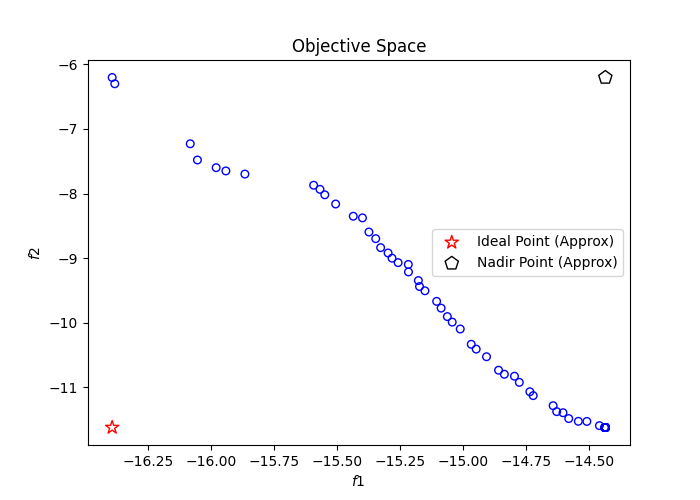 Objective Space
−6
−7
−8
−9
−10
−11
f2
Ideal Point (Approx)
Nadir Point (Approx)
−16.25 −16.00 −15.75 −15.50 −15.25 −15.00 −14.75 −14.50
f1